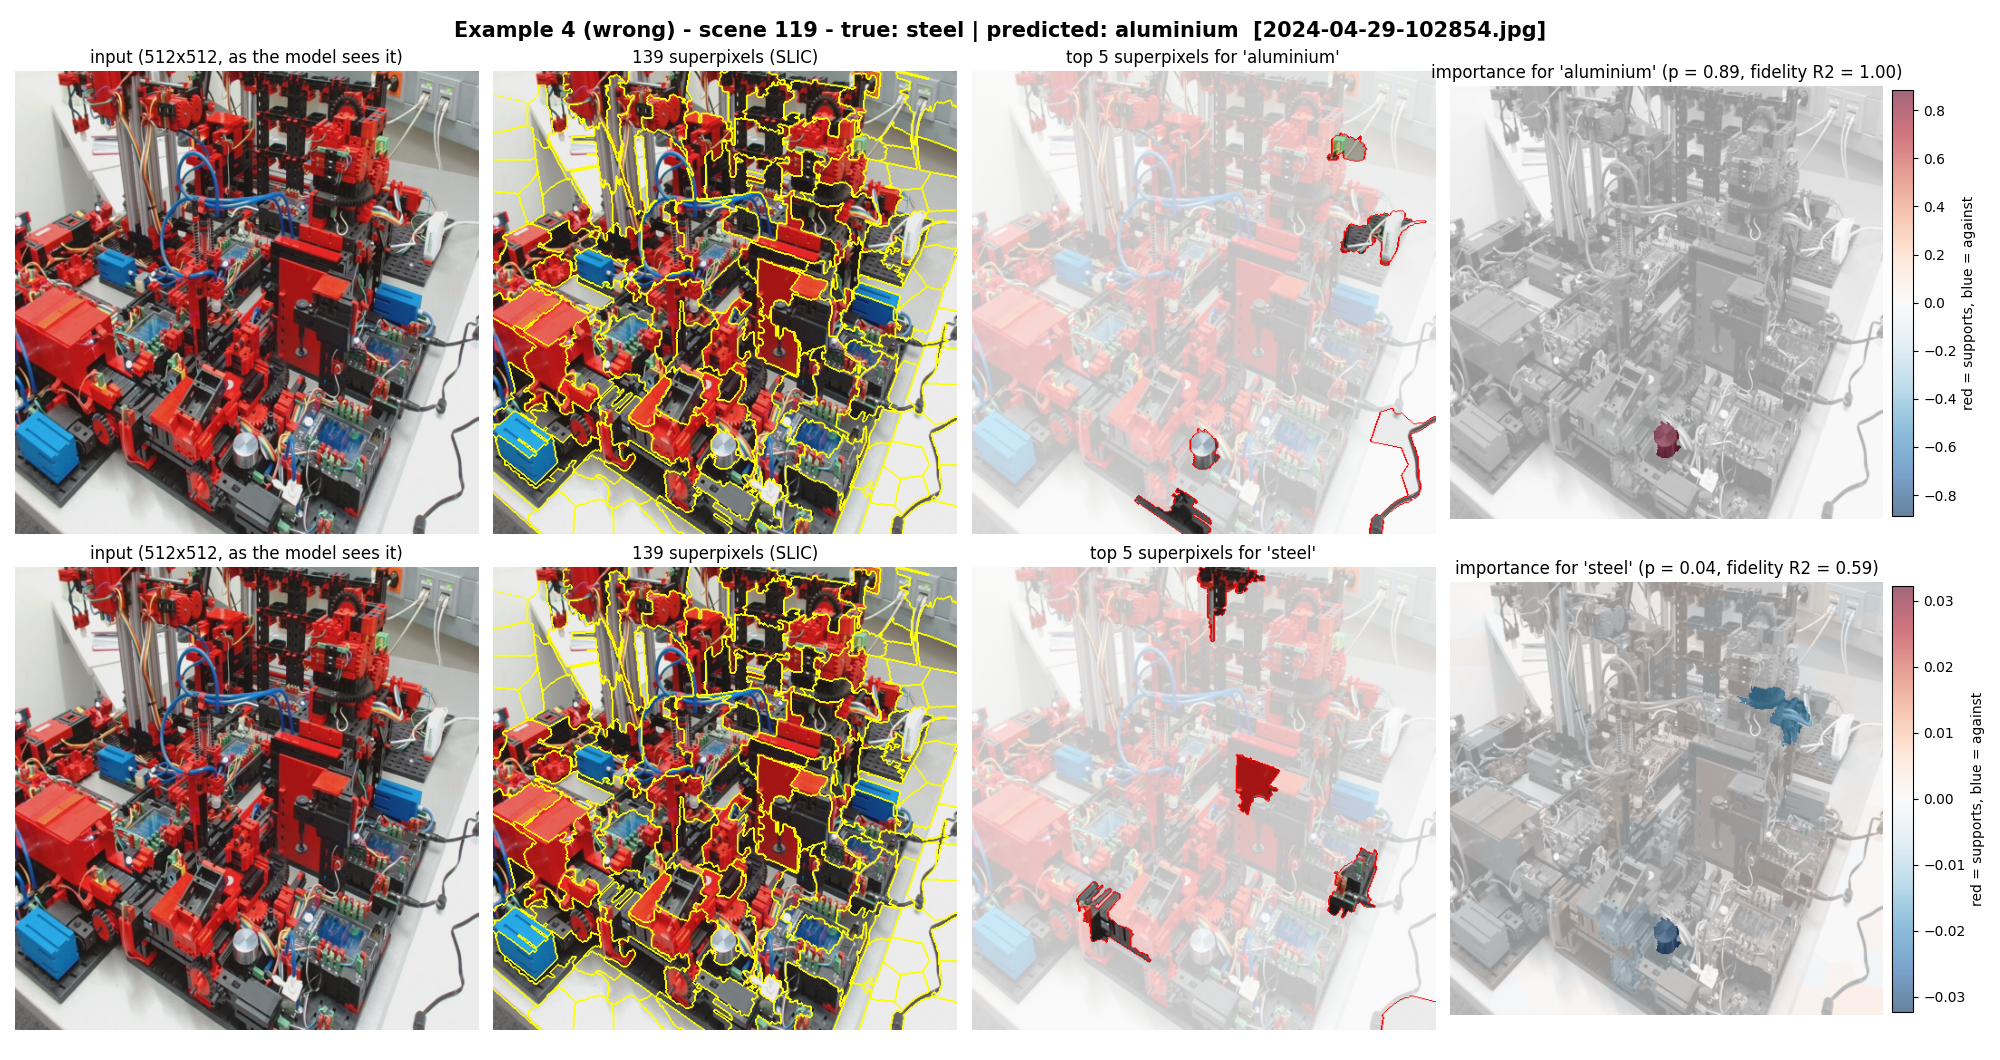 Example 4 (wrong) - scene 119 - true: steel | predicted: aluminium [2024-04-29-102854.jpg]
input (512x512, as the model sees it)
139 superpixels (SLIC)
top 5 superpixels for 'aluminium'
importance for 'aluminium' (p = 0.89, fidelity R2 = 1.00)
0.8
0.6
0.4
0.2
0.0
−0.2
−0.4
−0.6
−0.8
red = supports, blue = against
input (512x512, as the model sees it)
139 superpixels (SLIC)
top 5 superpixels for 'steel'
importance for 'steel' (p = 0.04, fidelity R2 = 0.59)
0.03
0.02
0.01
0.00
−0.01
−0.02
−0.03
red = supports, blue = against